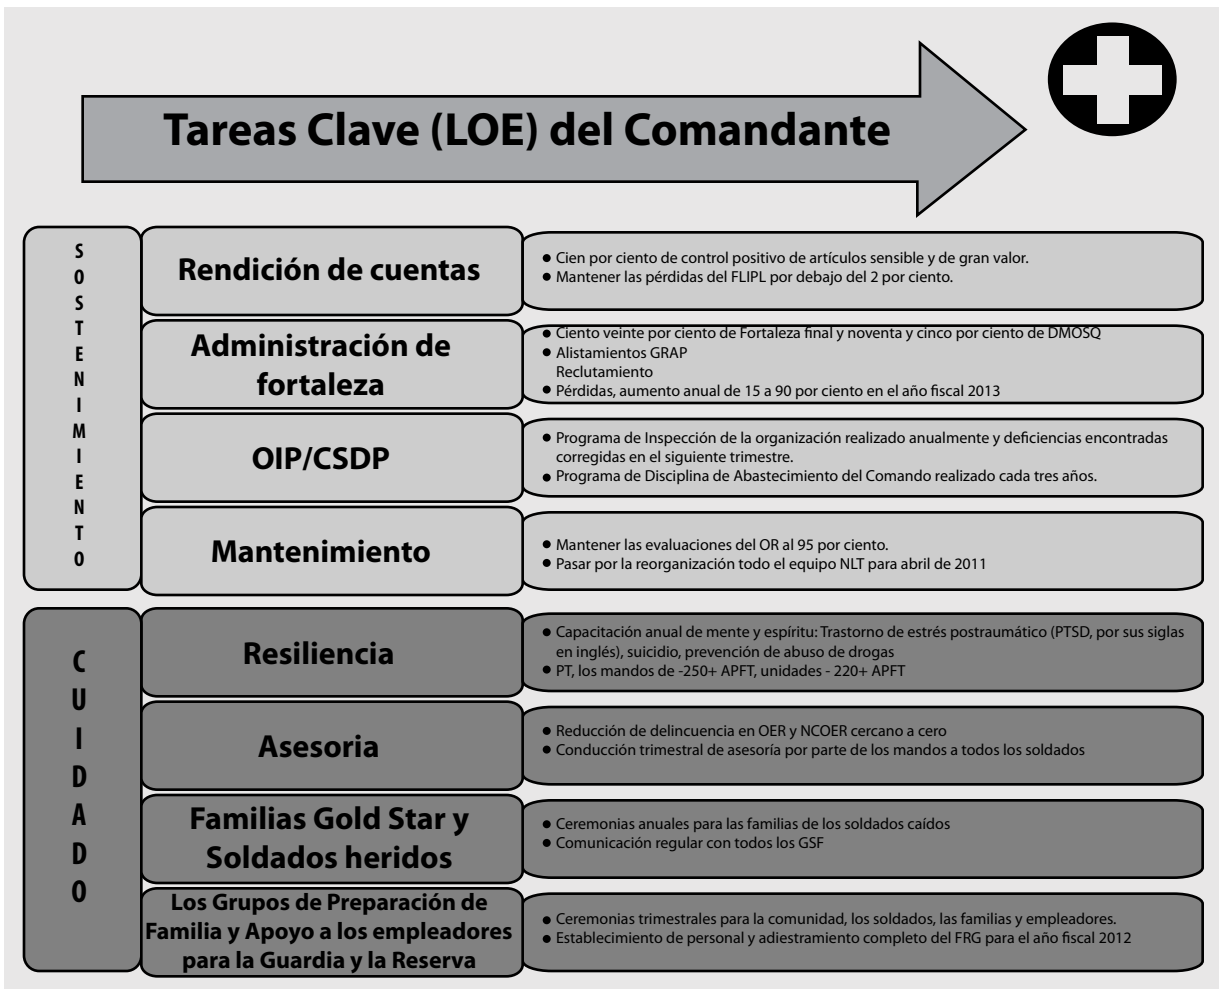 Tareas Clave (LOE) del Comandante
SOSTENIMIENTO
Rendición de cuentas
● Cien por ciento de control positivo de artículos sensible y de gran valor.
● Mantener las pérdidas del FLIPL por debajo del 2 por ciento.
Administración de
fortaleza
● Ciento veinte por ciento de Fortaleza final y noventa y cinco por ciento de DMOSQ
● Alistamientos GRAP
Reclutamiento
● Pérdidas, aumento anual de 15 a 90 por ciento en el año fiscal 2013
OIP/CSDP
● Programa de Inspección de la organización realizado anualmente y deficiencias encontradas
corregidas en el siguiente trimestre.
● Programa de Disciplina de Abastecimiento del Comando realizado cada tres años.
Mantenimiento
● Mantener las evaluaciones del OR al 95 por ciento.
● Pasar por la reorganización todo el equipo NLT para abril de 2011
CUIDADO
Resiliencia
● Capacitación anual de mente y espíritu: Trastorno de estrés postraumático (PTSD, por sus siglas
en inglés), suicidio, prevención de abuso de drogas
● PT, los mandos de -250+ APFT, unidades - 220+ APFT
Asesoria
● Reducción de delincuencia en OER y NCOER cercano a cero
● Conducción trimestral de asesoría por parte de los mandos a todos los soldados
Familias Gold Star y
Soldados heridos
● Ceremonias anuales para las familias de los soldados caídos
● Comunicación regular con todos los GSF
Los Grupos de Preparación de
Familia y Apoyo a los empleadores
para la Guardia y la Reserva
● Ceremonias trimestrales para la comunidad, los soldados, las familias y empleadores.
● Establecimiento de personal y adiestramiento completo del FRG para el año fiscal 2012